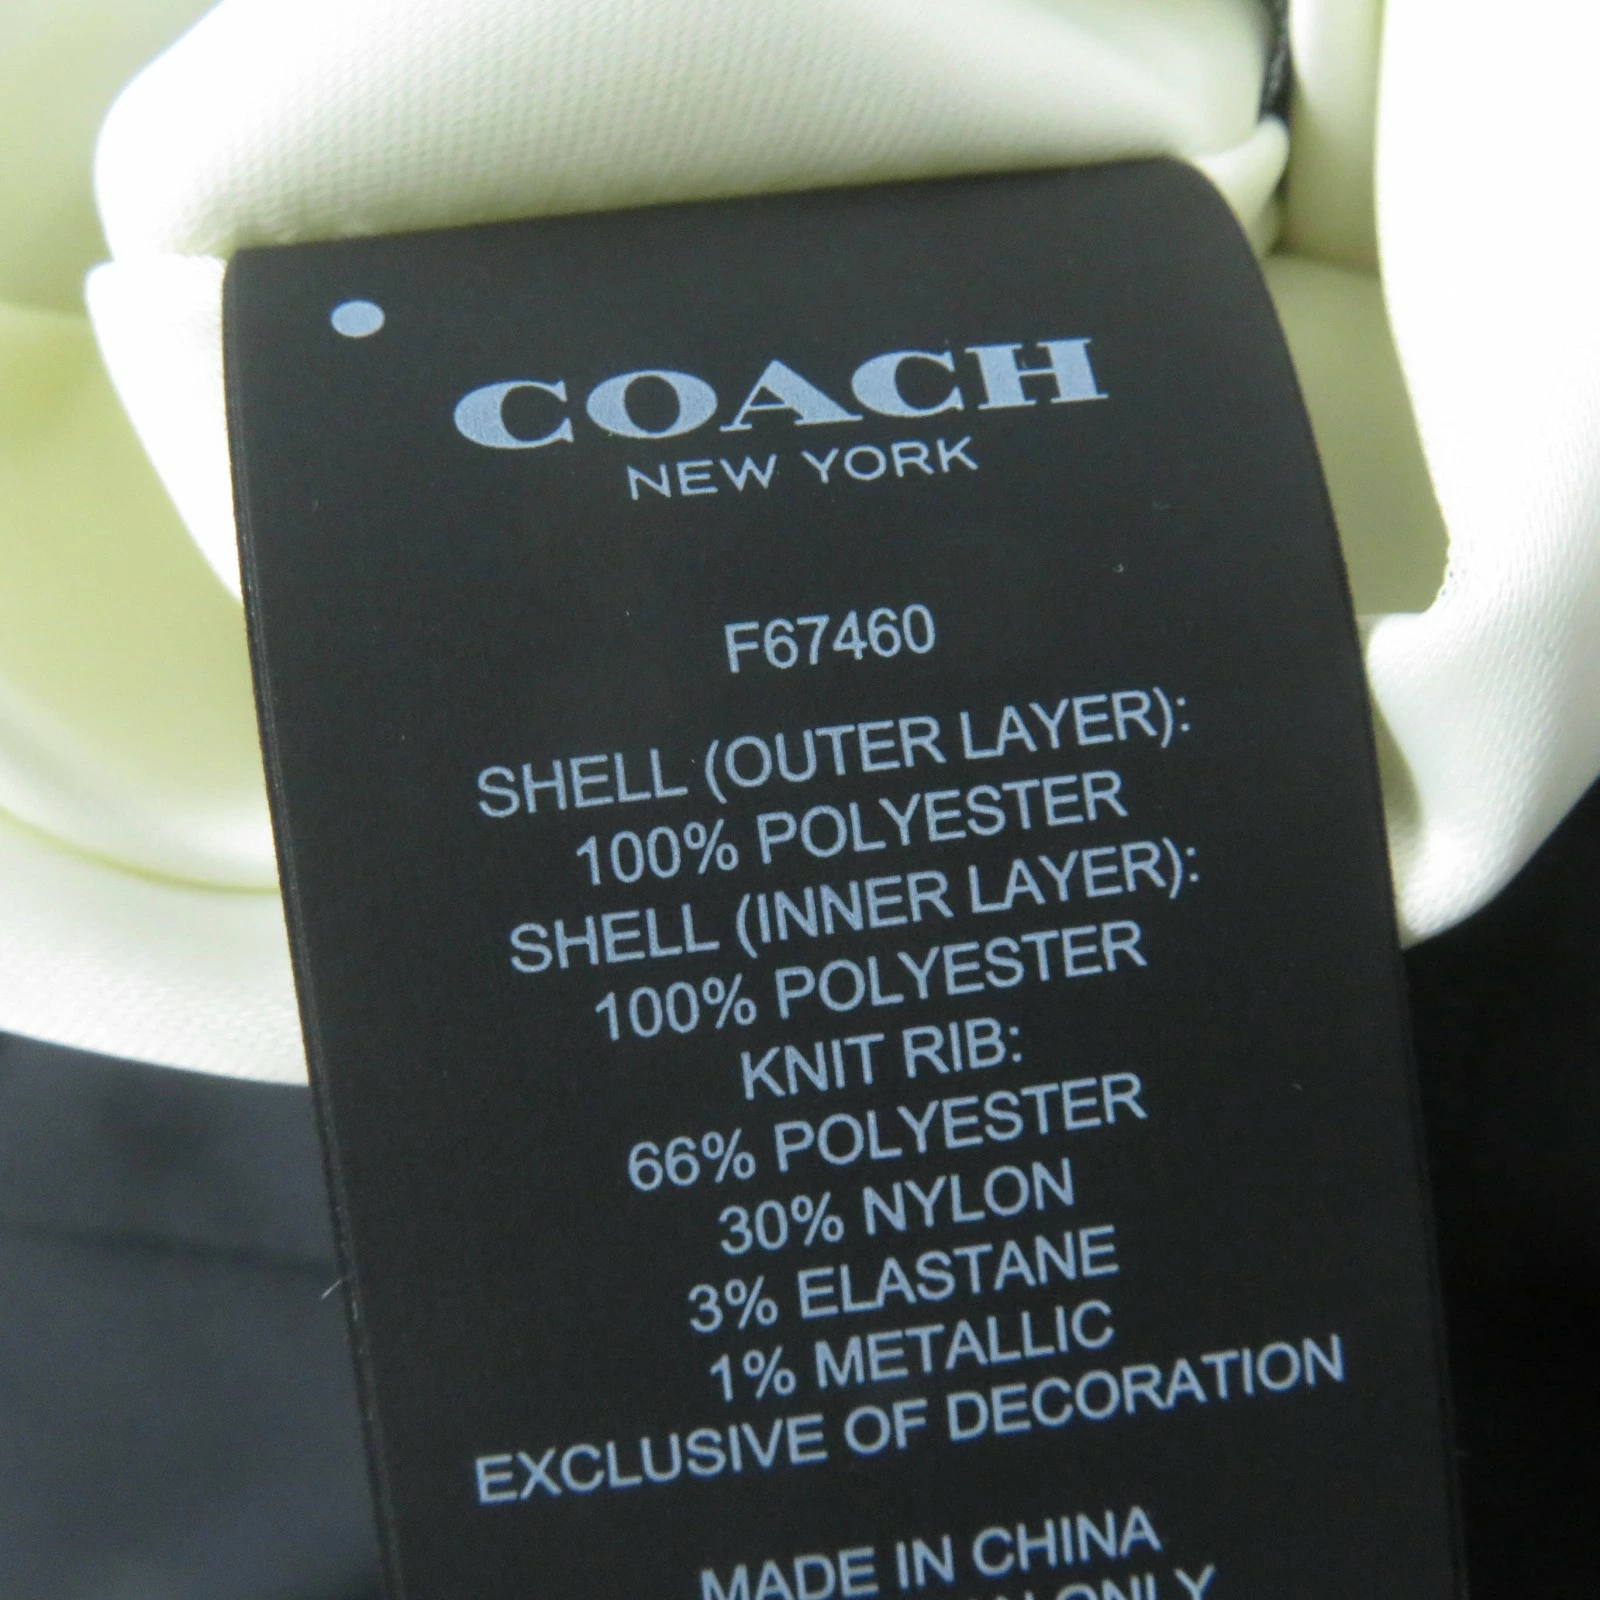 COACH
NEW YORK
F67460
SHELL (OUTER LAYER):
100% POLYESTER
SHELL (INNER LAYER):
100% POLYESTER
KNIT RIB:
66% POLYESTER
30% NYLON
3% ELASTANE
1% METALLIC
EXCLUSIVE OF DECORATION
MADE IN CHINA
ONLY